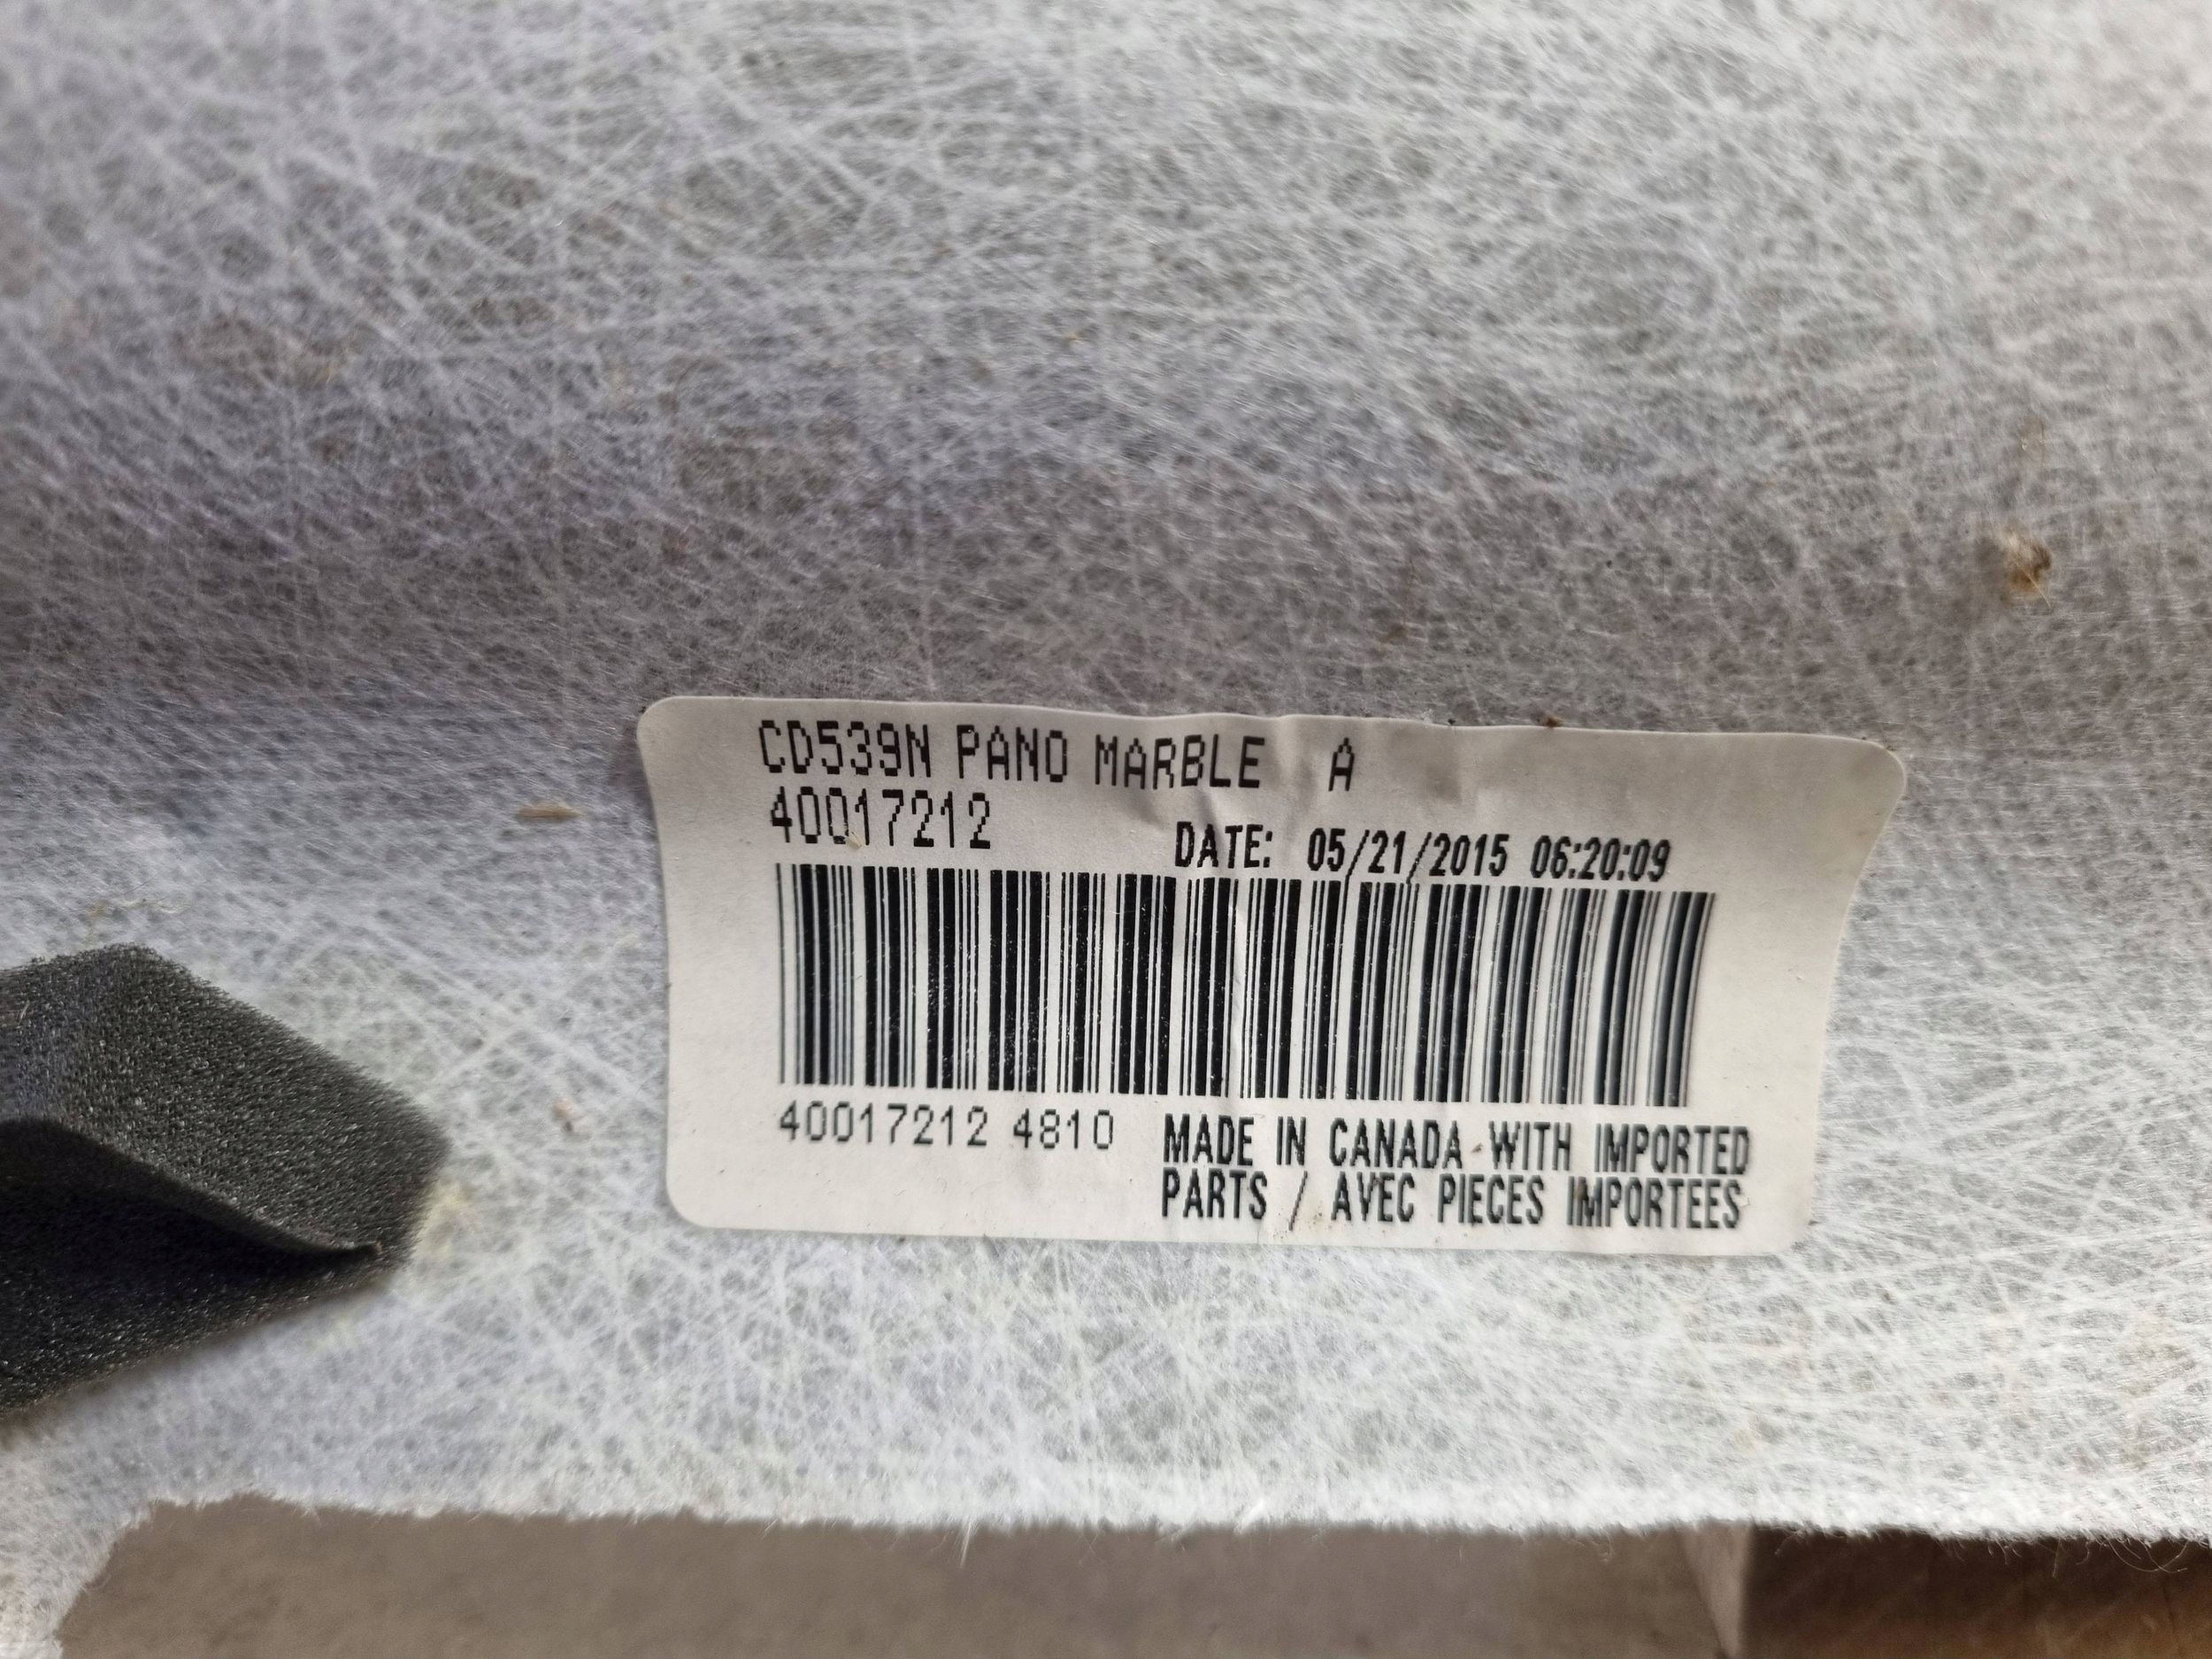 CD539N PANO MARBLE A
40017212
DATE: 05/21/2015 06:20:09
40017212 4810
MADE IN CANADA WITH IMPORTED
PARTS / AVEC PIECES IMPORTEES